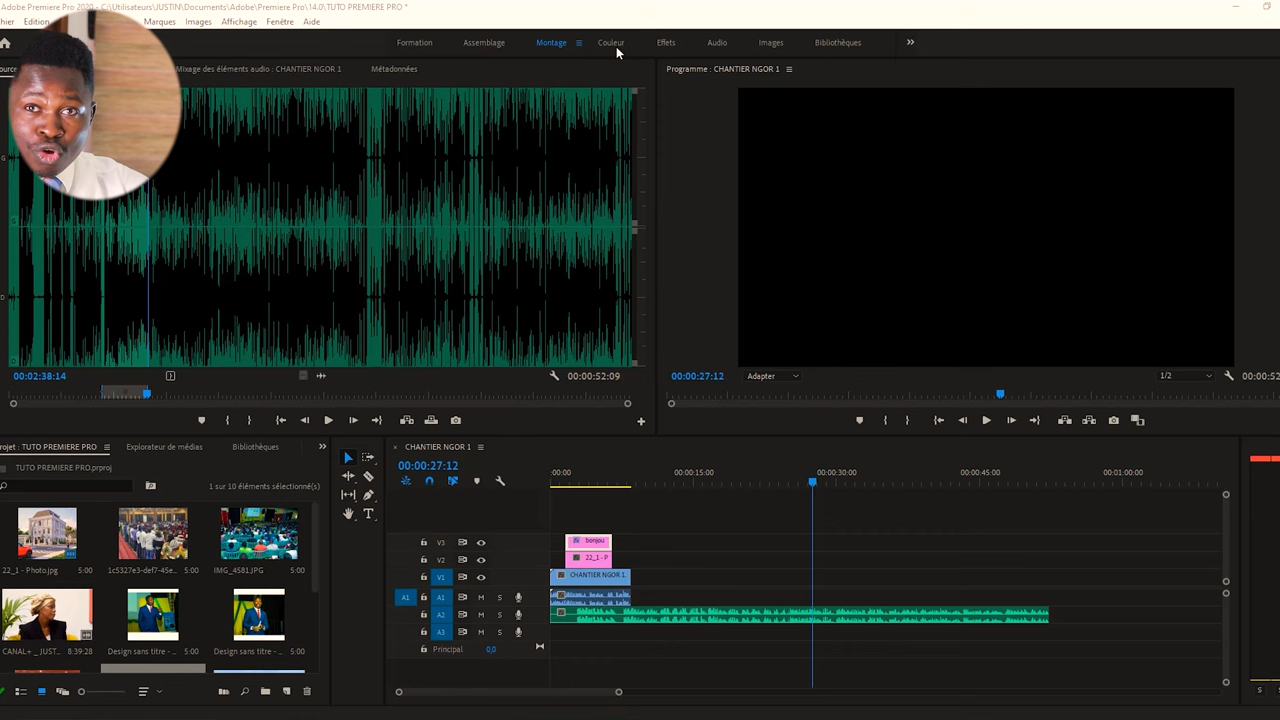 Adobe Premiere Pro 2020 - C:\Utilisateurs\JUSTIN\Documents\Adobe\Premiere Pro\14.0\TUTO PREMIERE PRO *
hier Edition Marques Images Affichage Fenêtre Aide
Formation Assemblage Montage Couleur Effets Audio Images Bibliothèques
ource Mixage des éléments audio : CHANTIER NGOR 1 Métadonnées
Programme : CHANTIER NGOR 1
G
D
00:02:38:14 00:00:52:09
00:00:27:12 Adapter 1/2 00:00:52
rojet : TUTO PREMIERE PRO Explorateur de médias Bibliothèques
TUTO PREMIERE PRO.prproj
1 sur 10 éléments sélectionné(s)
22_1 - Photo.jpg 5:00 1c5327e3-def7-45e... 5:00 IMG_4581.JPG 5:00
CANAL+ _ JUST... 8:39:28 Design sans titre - ... 5:00 Design sans titre - ... 5:00
CHANTIER NGOR 1
00:00:27:12
:00:00 00:00:15:00 00:00:30:00 00:00:45:00 00:01:00:00
V3 bonjou
V2 22_1 - P
V1 CHANTIER NGOR 1
A1 A1 M S
A2 M S
A3 M S
Principal 0,0
S S